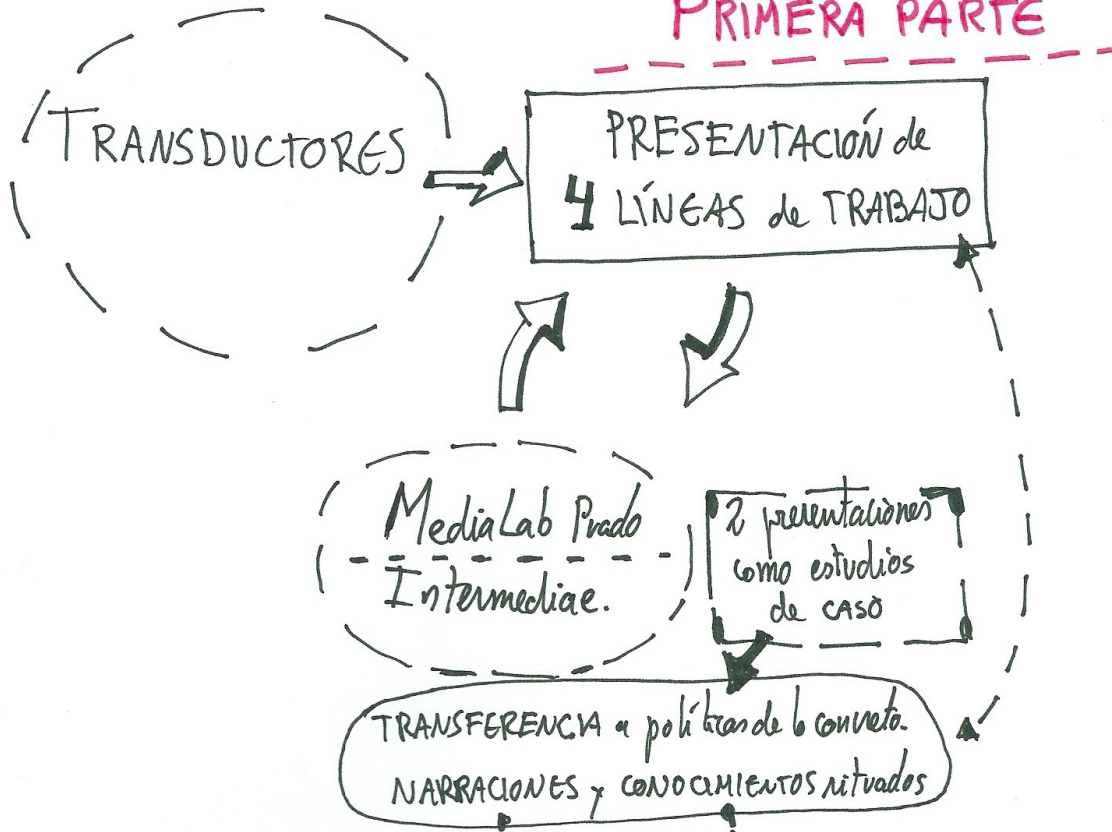 PRIMERA PARTE
TRANSDUCTORES
PRESENTACIÓN de
4 LÍNEAS de TRABAJO
MediaLab Prado
Intermediae.
2 presentaciones
como estudios
de CASO
TRANSFERENCIA a políticas de lo concreto.
NARRACIONES y CONOCIMIENTOS situados